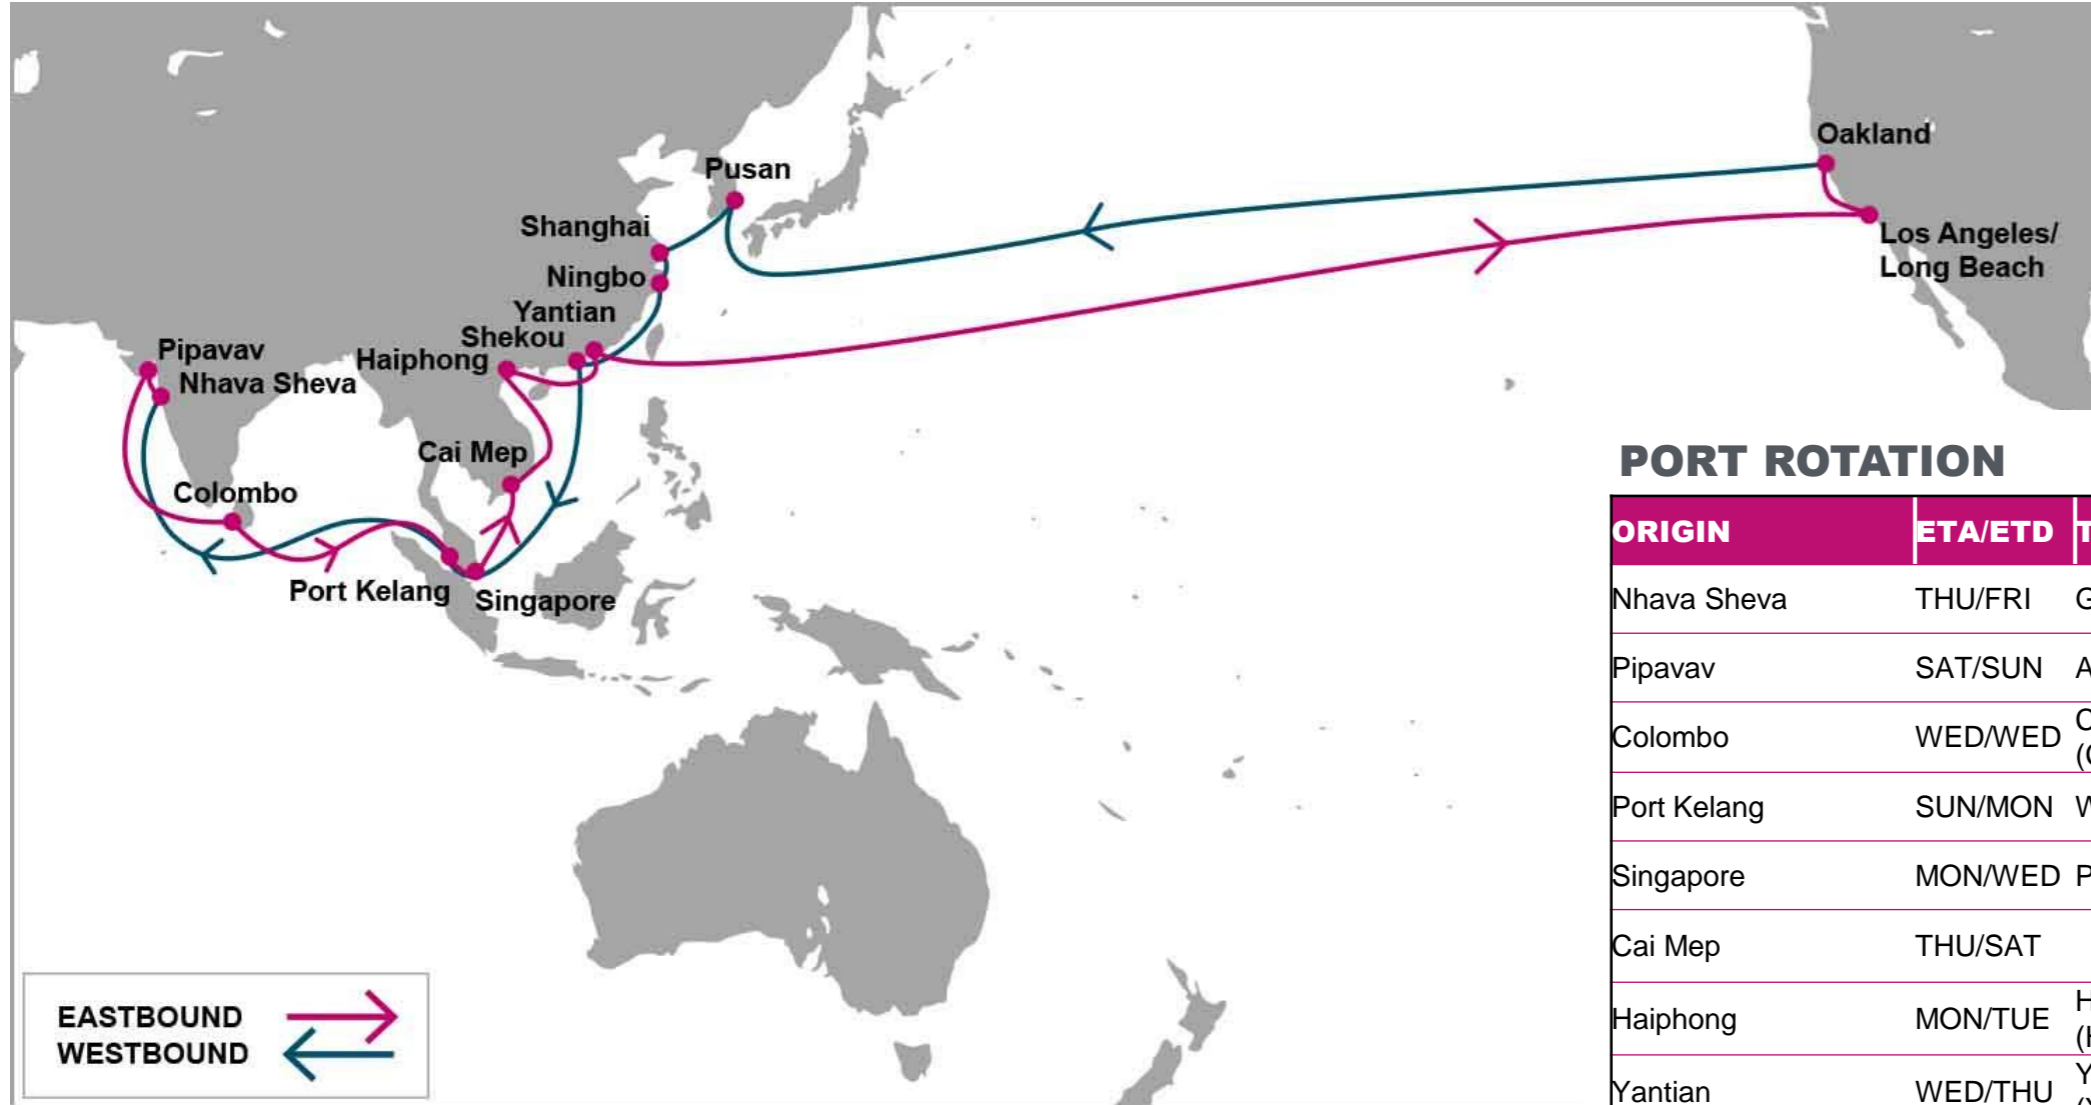 Oakland
Pusan
Los Angeles/
Long Beach
Shanghai
Ningbo
Yantian
Shekou
Haiphong
Pipavav
Nhava Sheva
Cai Mep
Colombo
Port Kelang
Singapore
EASTBOUND
WESTBOUND
PORT ROTATION
ORIGIN ETA/ETD
Nhava Sheva THU/FRI
Pipavav SAT/SUN
Colombo WED/WED
Port Kelang SUN/MON
Singapore MON/WED
Cai Mep THU/SAT
Haiphong MON/TUE
Yantian WED/THU